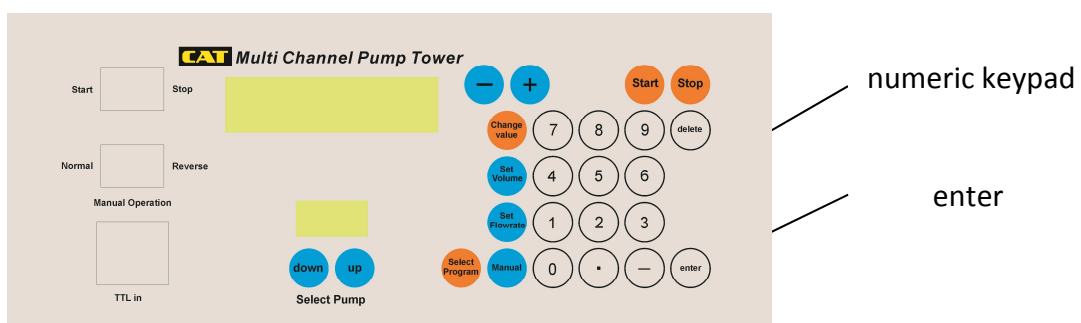 CAT Multi Channel Pump Tower
− + Start Stop
numeric keypad
Start Stop
Change value 7 8 9 delete
Normal Reverse
Set Volume 4 5 6
Manual Operation
enter
Set Flowrate 1 2 3
down up
Select Program Manual 0 . — enter
TTL in
Select Pump